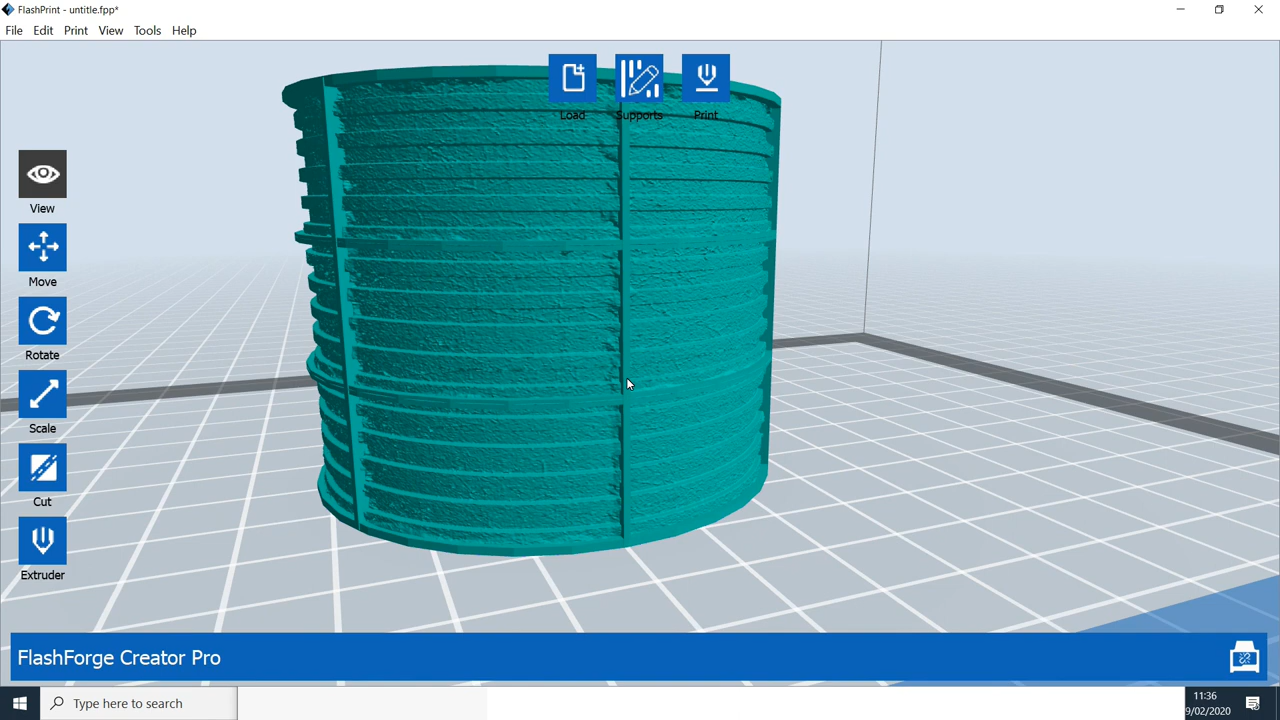 FlashPrint - untitle.fpp*
File Edit Print View Tools Help
Load Supports Print
View
Move
Rotate
Scale
Cut
Extruder
FlashForge Creator Pro
Type here to search
11:36
9/02/2020